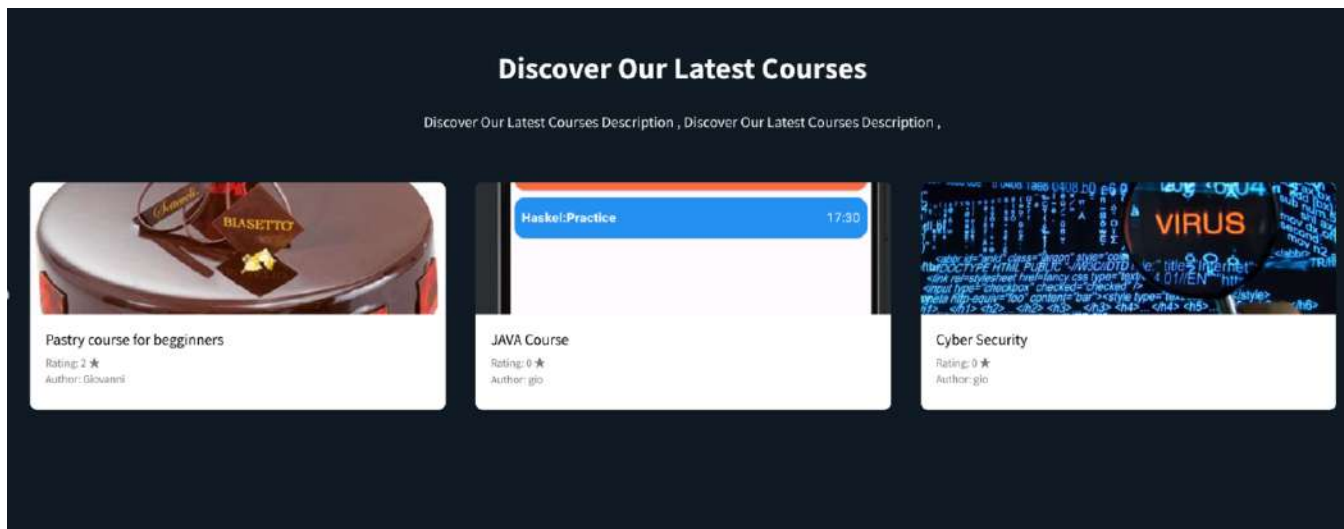 Discover Our Latest Courses
Discover Our Latest Courses Description , Discover Our Latest Courses Description ,
BIASETTO
Haskel:Practice 17:30
VIRUS
Pastry course for begginners
Rating: 2 ★
Author: Giovanni
JAVA Course
Rating: 0 ★
Author: gio
Cyber Security
Rating: 0 ★
Author: gio